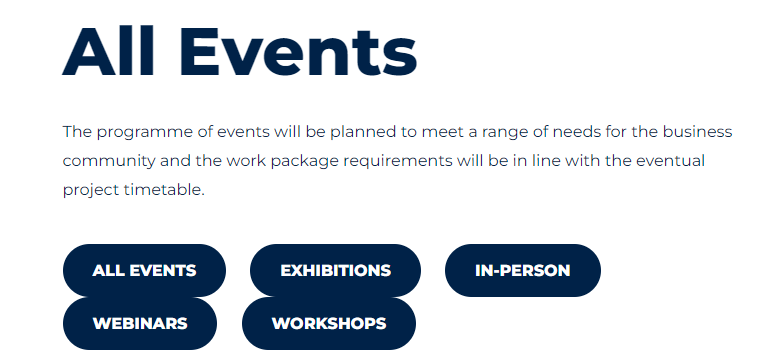 All Events
The programme of events will be planned to meet a range of needs for the business
community and the work package requirements will be in line with the eventual
project timetable.
ALL EVENTS EXHIBITIONS IN-PERSON
WEBINARS WORKSHOPS